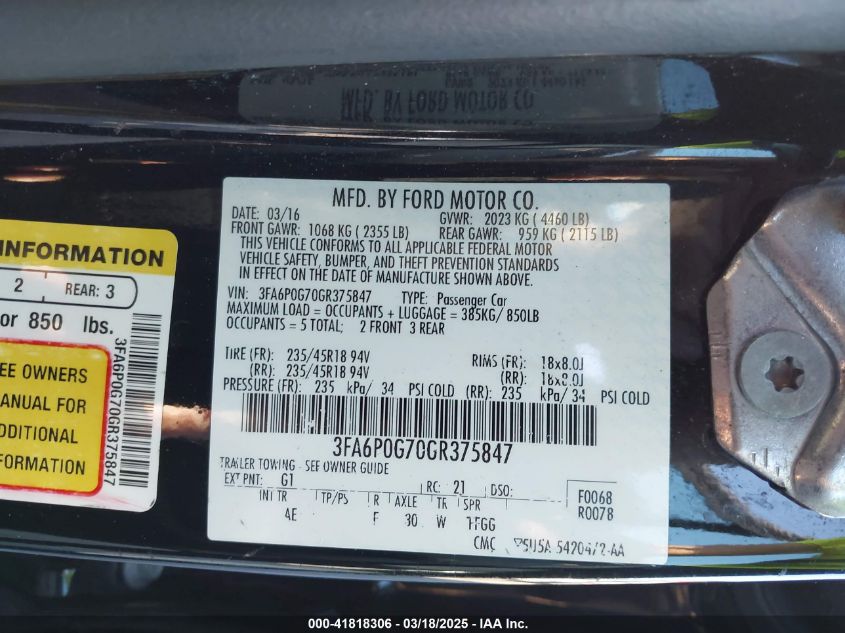 MFD. BY FORD MOTOR CO.
MFD. BY FORD MOTOR CO.
DATE: 03/16 GVWR: 2023 KG ( 4460 LB)
FRONT GAWR: 1068 KG ( 2355 LB) REAR GAWR: 959 KG ( 2115 LB)
THIS VEHICLE CONFORMS TO ALL APPLICABLE FEDERAL MOTOR
VEHICLE SAFETY, BUMPER, AND THEFT PREVENTION STANDARDS
IN EFFECT ON THE DATE OF MANUFACTURE SHOWN ABOVE.
VIN: 3FA6P0G70GR375847 TYPE: Passenger Car
MAXIMUM LOAD = OCCUPANTS + LUGGAGE = 385KG/ 850LB
OCCUPANTS = 5 TOTAL; 2 FRONT 3 REAR
TIRE (FR): 235/45R18 94V RIMS (FR): 18x8.0J
(RR): 235/45R18 94V (RR): 18x8.0J
PRESSURE (FR): 235 kPa/ 34 PSI COLD (RR): 235 kPa/ 34 PSI COLD
3FA6P0G70GR375847
TRAILER TOWING - SEE OWNER GUIDE
EXT PNT: G1 RC: 21 DSO: F0068
R0078
INT TR TP/PS R AXLE TR SPR
4E F 30 W
CMC
INFORMATION
2 REAR: 3
or 850 lbs.
SEE OWNERS
MANUAL FOR
ADDITIONAL
INFORMATION
3FA6P0G70GR375847
000-41818306 - 03/18/2025 - IAA Inc.